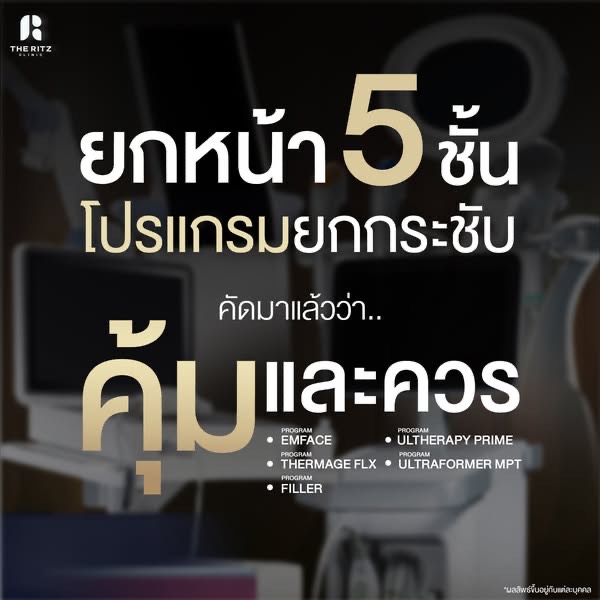 THE RITZ
CLINIC
ยกหน้า 5 ชั้น
โปรแกรมยกกระชับ
คัดมาแล้วว่า..
คุ้มและควร
PROGRAM
• EMFACE
PROGRAM
• ULTHERAPY PRIME
PROGRAM
• THERMAGE FLX
PROGRAM
• ULTRAFORMER MPT
PROGRAM
• FILLER
*ผลลัพธ์ขึ้นอยู่กับแต่ละบุคคล